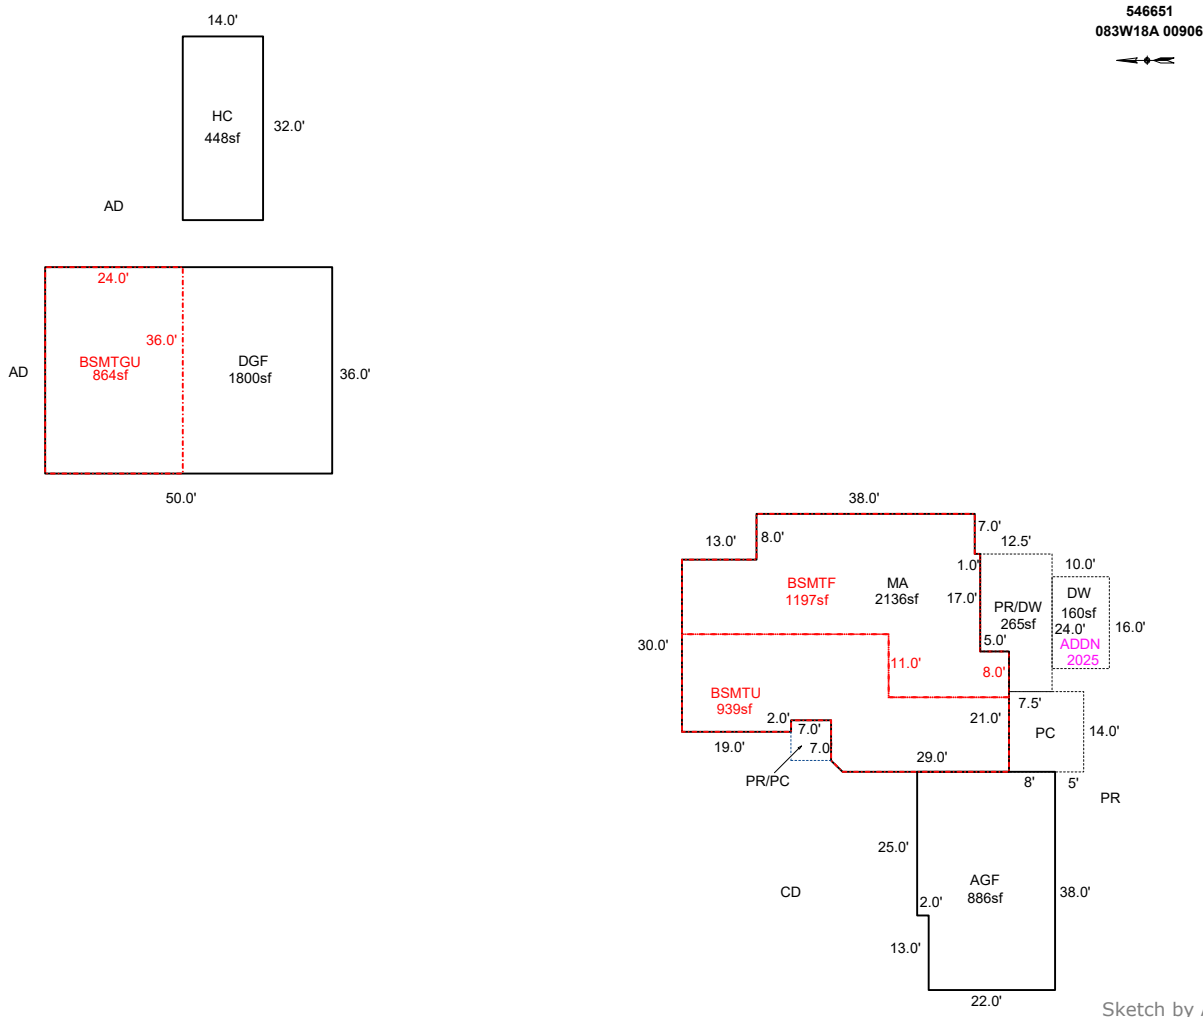 546651
083W18A 00906
14.0'
HC
448sf
32.0'
AD
24.0'
36.0'
BSMTGU
864sf
DGF
1800sf
AD
36.0'
50.0'
38.0'
7.0'
12.5'
13.0'
8.0'
1.0'
10.0'
BSMTF
1197sf
MA
2136sf
17.0'
PR/DW
265sf
DW
160sf
24.0'
16.0'
ADDN
2025
30.0'
5.0'
11.0'
8.0'
BSMTU
939sf
2.0'
7.0'
21.0'
7.5'
PC
14.0'
19.0'
7.0
29.0'
PR/PC
8'
5'
PR
25.0'
CD
AGF
886sf
38.0'
2.0'
13.0'
22.0'
Sketch by